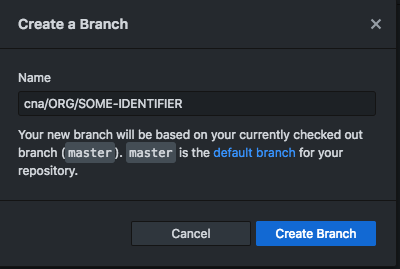 Create a Branch
Name
cna/ORG/SOME-IDENTIFIER
Your new branch will be based on your currently checked out
branch (master). master is the default branch for your
repository.
Cancel
Create Branch